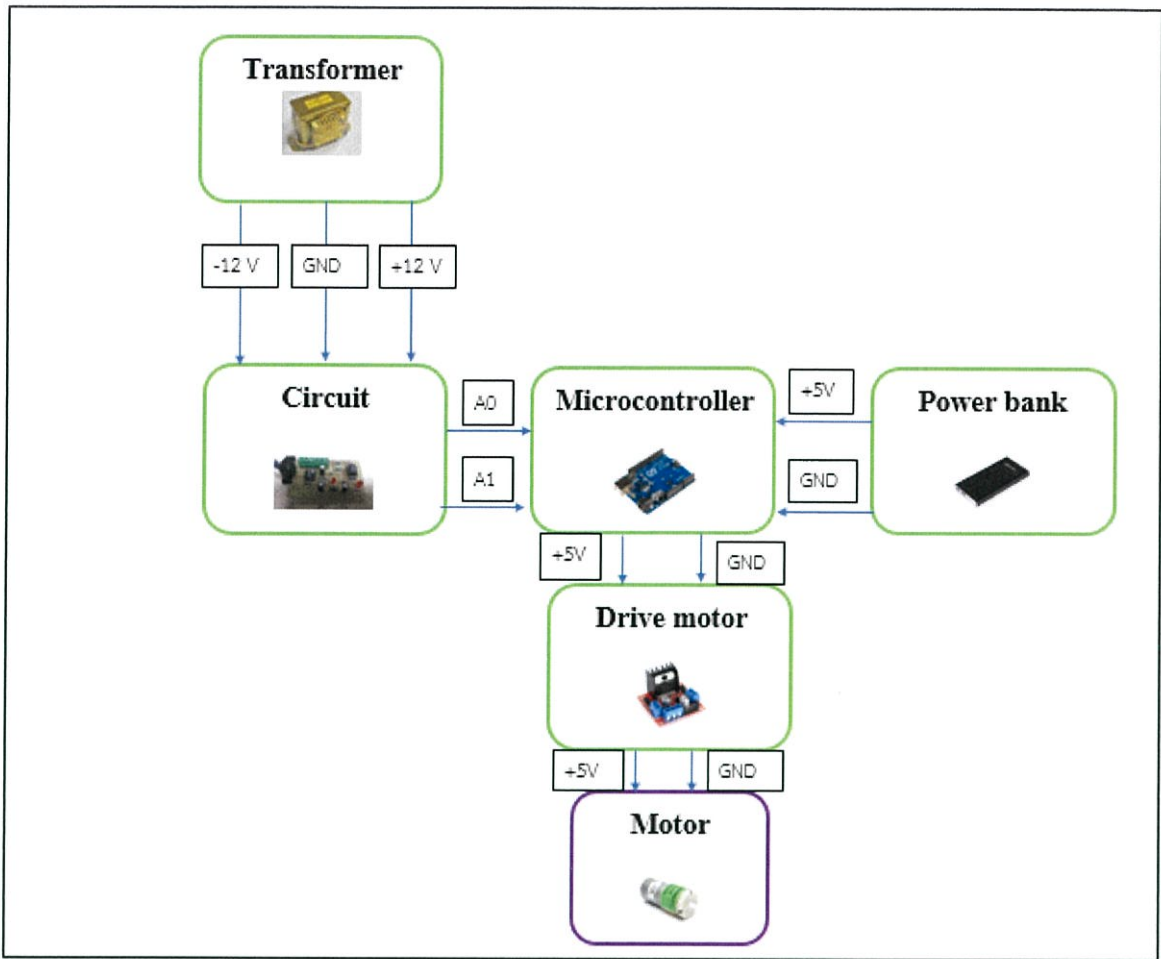 Transformer
-12 V
GND
+12 V
Circuit
A0
A1
Microcontroller
+5V
GND
Power bank
+5V
GND
Drive motor
+5V
GND
Motor